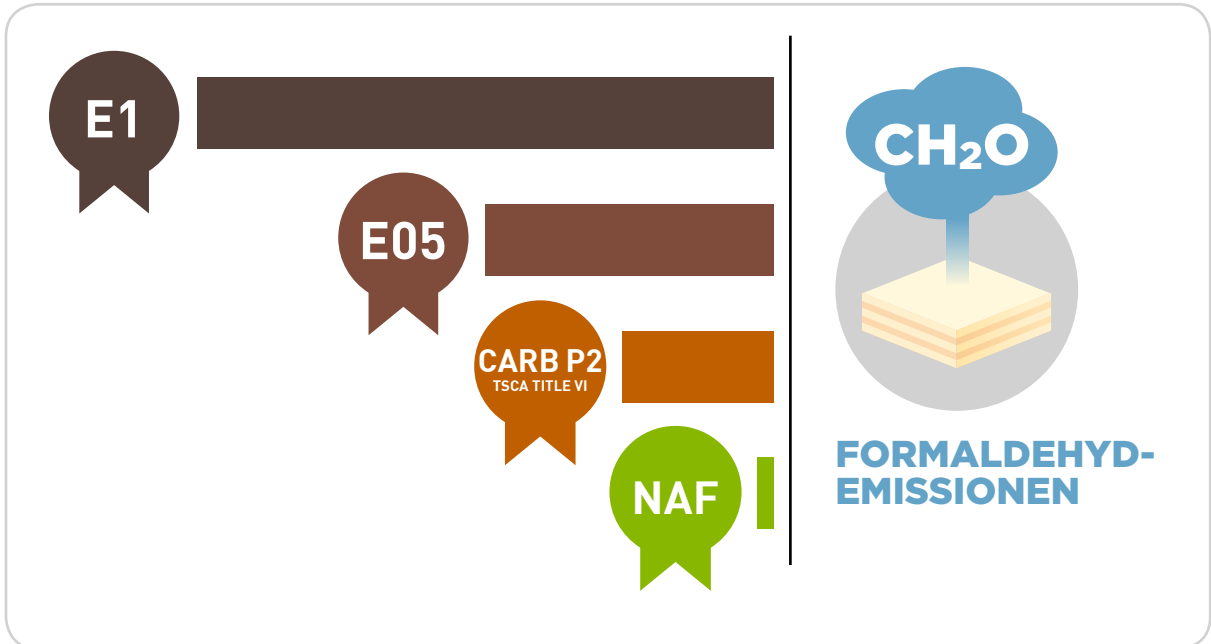 E1
E05
CARB P2
TSCA TITLE VI
NAF
CH₂O
FORMALDEHYD-
EMISSIONEN